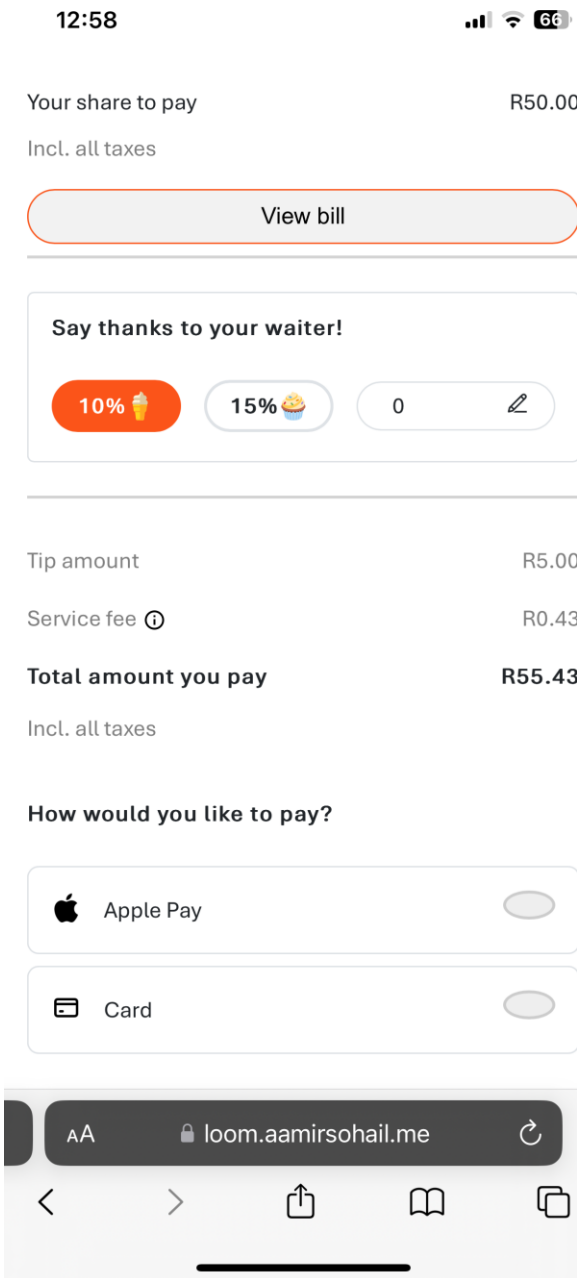 12:58 66
Your share to pay R50.00
Incl. all taxes
View bill
Say thanks to your waiter!
10%🍦 15%🧁 0
Tip amount R5.00
Service fee R0.43
Total amount you pay R55.43
Incl. all taxes
How would you like to pay?
Apple Pay
Card
AA loom.aamirsohail.me